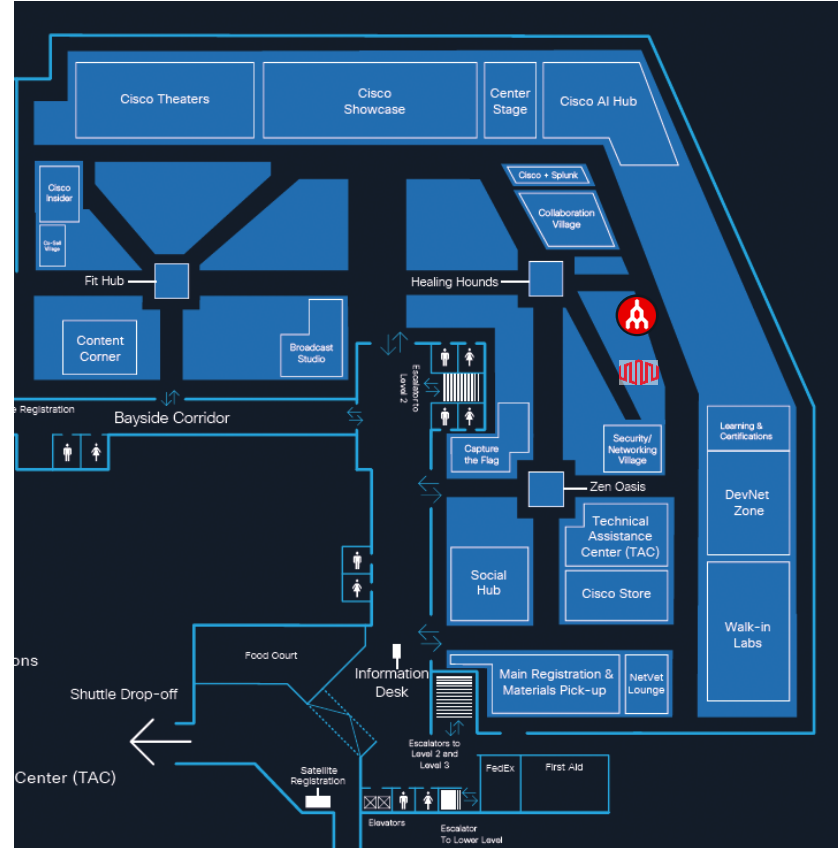 Cisco Theaters
Cisco
Showcase
Center
Stage
Cisco AI Hub
Cisco
Insider
Co-Sell
Village
Cisco + Splunk
Collaboration
Village
Fit Hub
Healing Hounds
Content
Corner
Broadcast
Studio
Escalator to
Level 2
e Registration
Bayside Corridor
Capture
the Flag
Security/
Networking
Village
Learning &
Certifications
Zen Oasis
DevNet
Zone
Technical
Assistance
Center (TAC)
Social
Hub
Cisco Store
Walk-in
Labs
ons
Food Court
Information
Desk
Main Registration &
Materials Pick-up
NetVet
Lounge
Shuttle Drop-off
Escalators to
Level 2 and
Level 3
Center (TAC)
Satellite
Registration
FedEx
First Aid
Elevators
Escalator
To Lower Level